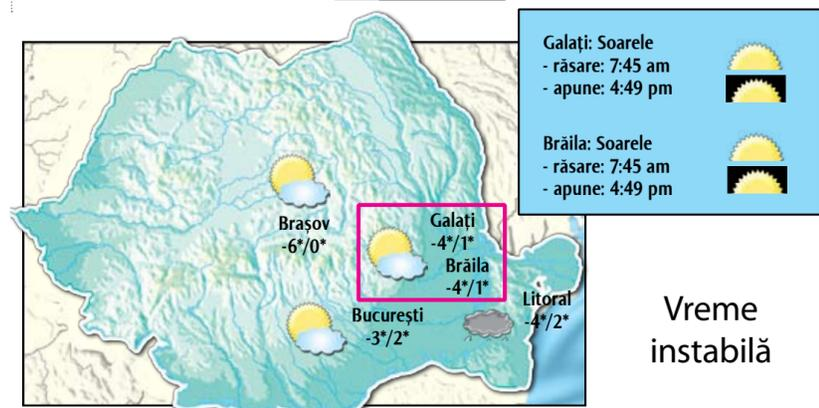 Galați: Soarele
- răsare: 7:45 am
- apune: 4:49 pm
Brăila: Soarele
- răsare: 7:45 am
- apune: 4:49 pm
Brașov
-6*/0*
Galați
-4*/1*
Brăila
-4*/1*
București
-3*/2*
Litoral
-4*/2*
Vreme
instabilă